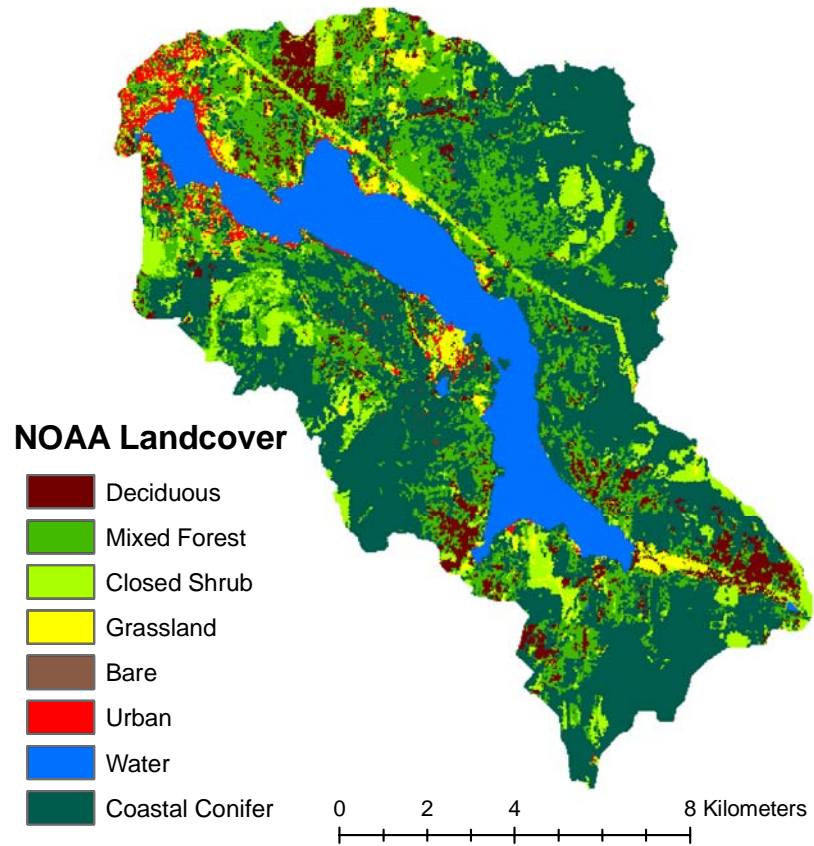 NOAA Landcover
Deciduous
Mixed Forest
Closed Shrub
Grassland
Bare
Urban
Water
Coastal Conifer
0 2 4 8 Kilometers